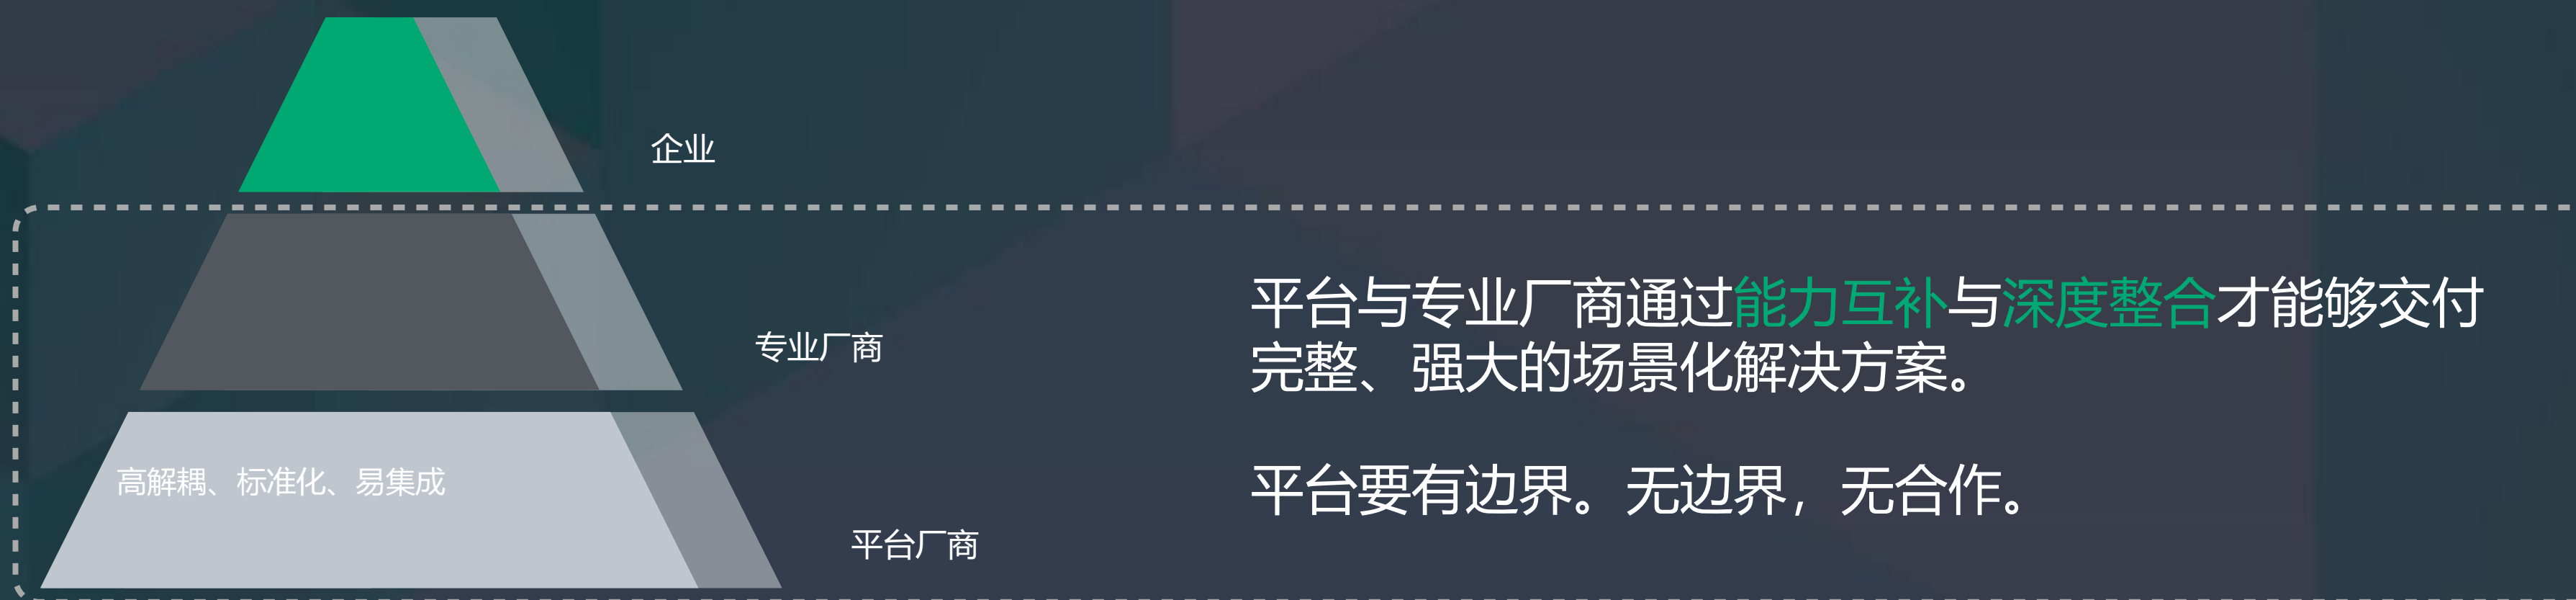 企业
专业厂商
平台与专业厂商通过能力互补与深度整合才能够交付
完整、强大的场景化解决方案。
高解耦、标准化、易集成
平台要有边界。无边界，无合作。
平台厂商